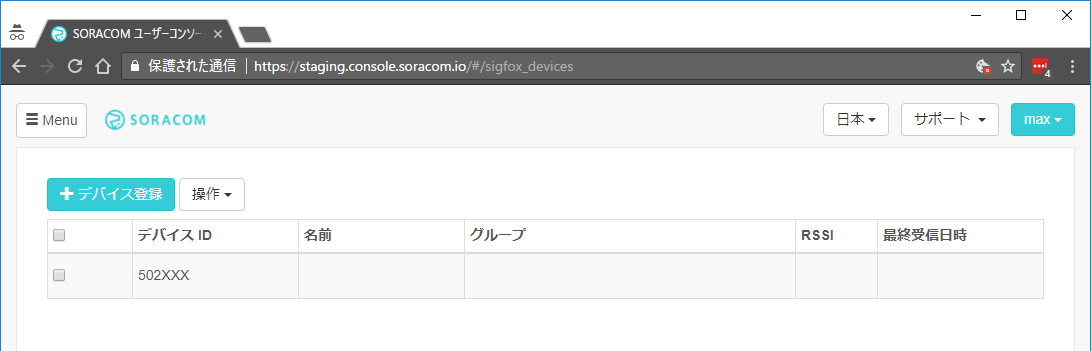 SORACOM ユーザーコンソー
保護された通信 https://staging.console.soracom.io/#/sigfox_devices
4
Menu SORACOM 日本 サポート max
デバイス登録 操作
デバイス ID 名前 グループ RSSI 最終受信日時
502XXX